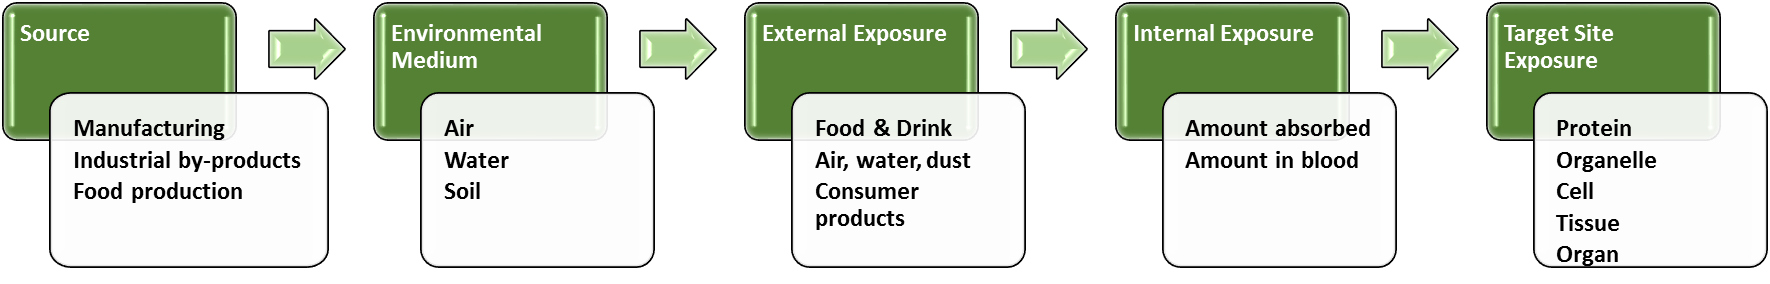 Source
Manufacturing
Industrial by-products
Food production
Environmental
Medium
Air
Water
Soil
External Exposure
Food & Drink
Air, water, dust
Consumer
products
Internal Exposure
Amount absorbed
Amount in blood
Target Site
Exposure
Protein
Organelle
Cell
Tissue
Organ